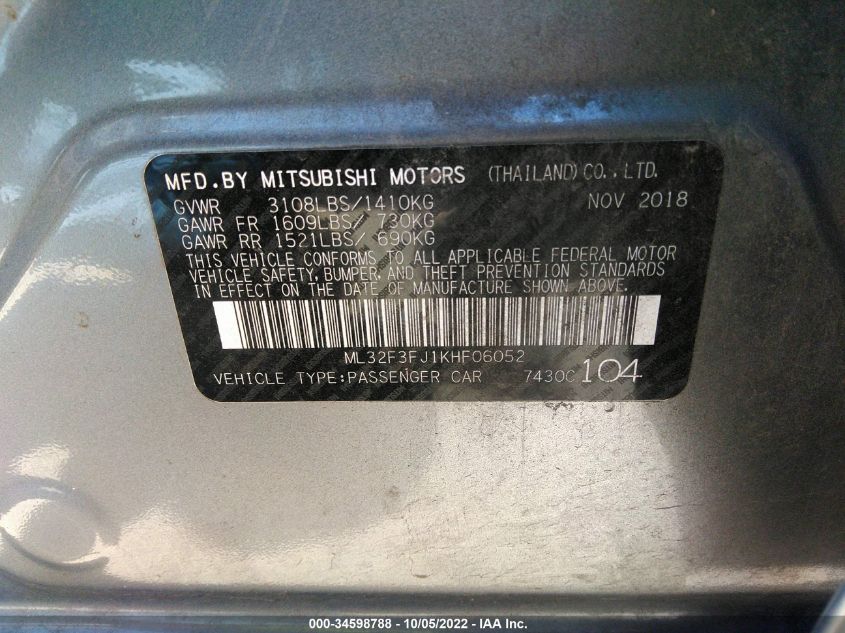 MFD.BY MITSUBISHI MOTORS (THAILAND) CO., LTD.
GVWR 3108LBS/1410KG NOV 2018
GAWR FR 1609LBS/ 730KG
GAWR RR 1521LBS/ 690KG
THIS VEHICLE CONFORMS TO ALL APPLICABLE FEDERAL MOTOR
VEHICLE SAFETY, BUMPER, AND THEFT PREVENTION STANDARDS
IN EFFECT ON THE DATE OF MANUFACTURE SHOWN ABOVE.
ML32F3FJ1KHF06052
VEHICLE TYPE:PASSENGER CAR 7430C 104
000-34598788 - 10/05/2022 - IAA Inc.